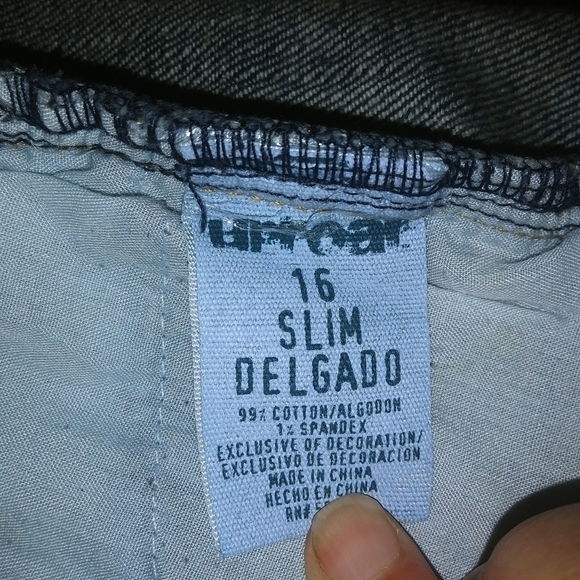 uproar
16
SLIM
DELGADO
99% COTTON/ALGODON
1% SPANDEX
EXCLUSIVE OF DECORATION/
EXCLUSIVO DE DECORACION
MADE IN CHINA
HECHO EN CHINA
RN#